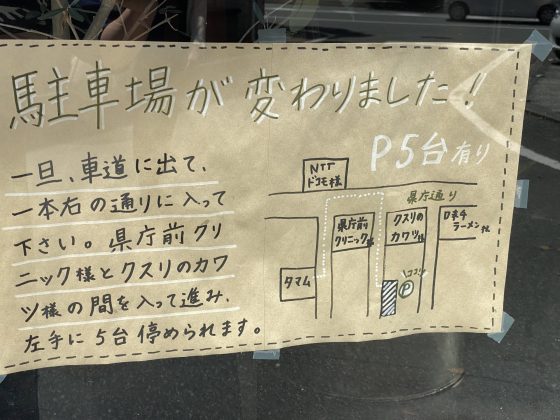 駐車場が変わりました!
P5台有り
一旦、車道に出て、
一本右の通りに入って
下さい。県庁前クリ
ニック様とクスリのカワ
ツ様の間を入って進み、
左手に5台停められます。
NTT
ドコモ様
県庁通り
県庁前
クリニック様
クスリの
カワツ様
ラーメン様
タマム
\ココ!/
P